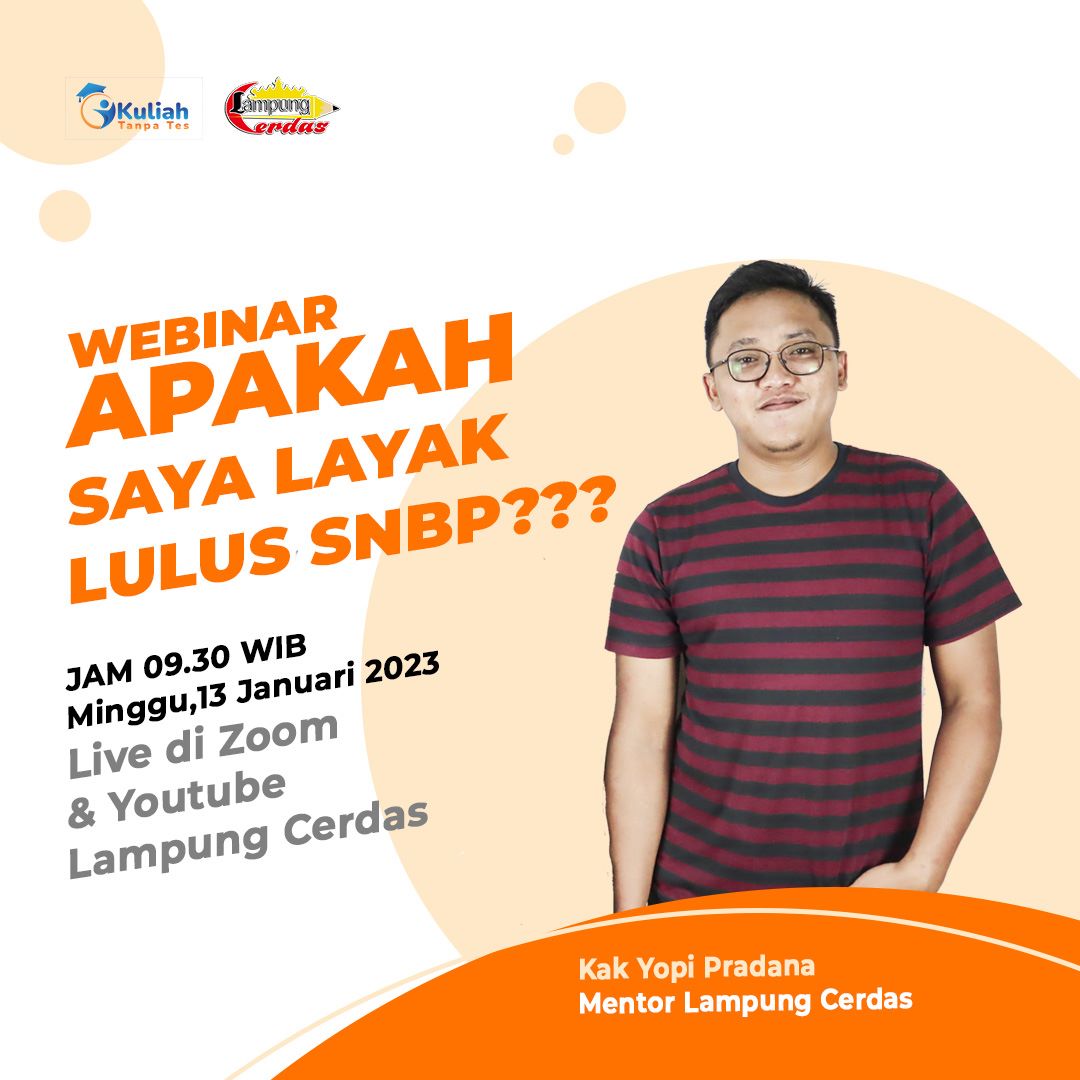 Kuliah
Tanpa Tes
Lampung
Cerdas
WEBINAR
APAKAH
SAYA LAYAK
LULUS SNBP???
JAM 09.30 WIB
Minggu,13 Januari 2023
Live di Zoom
& Youtube
Lampung Cerdas
Kak Yopi Pradana
Mentor Lampung Cerdas